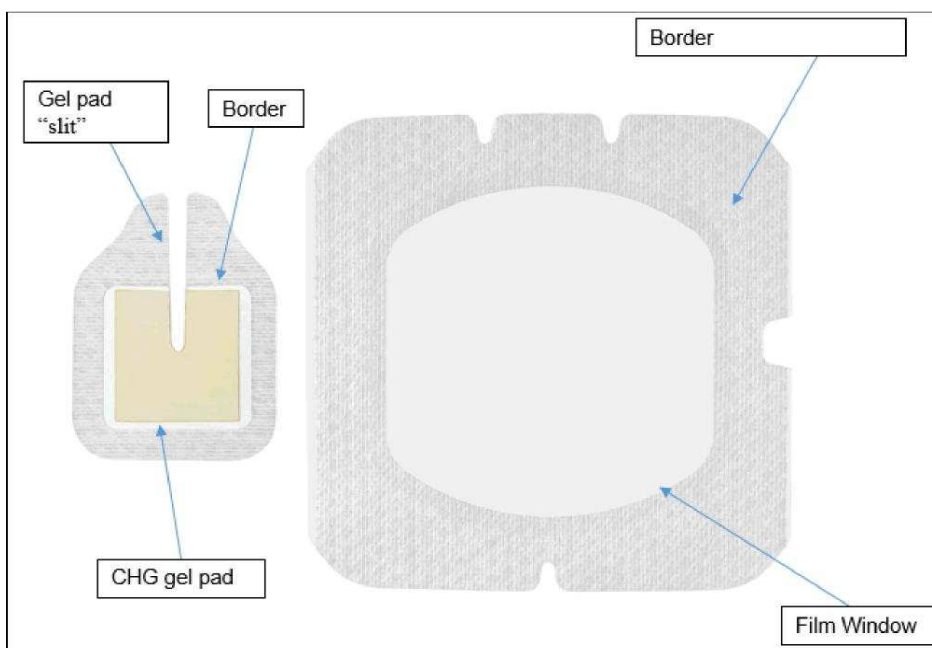 Border
Gel pad
“slit”
Border
CHG gel pad
Film Window